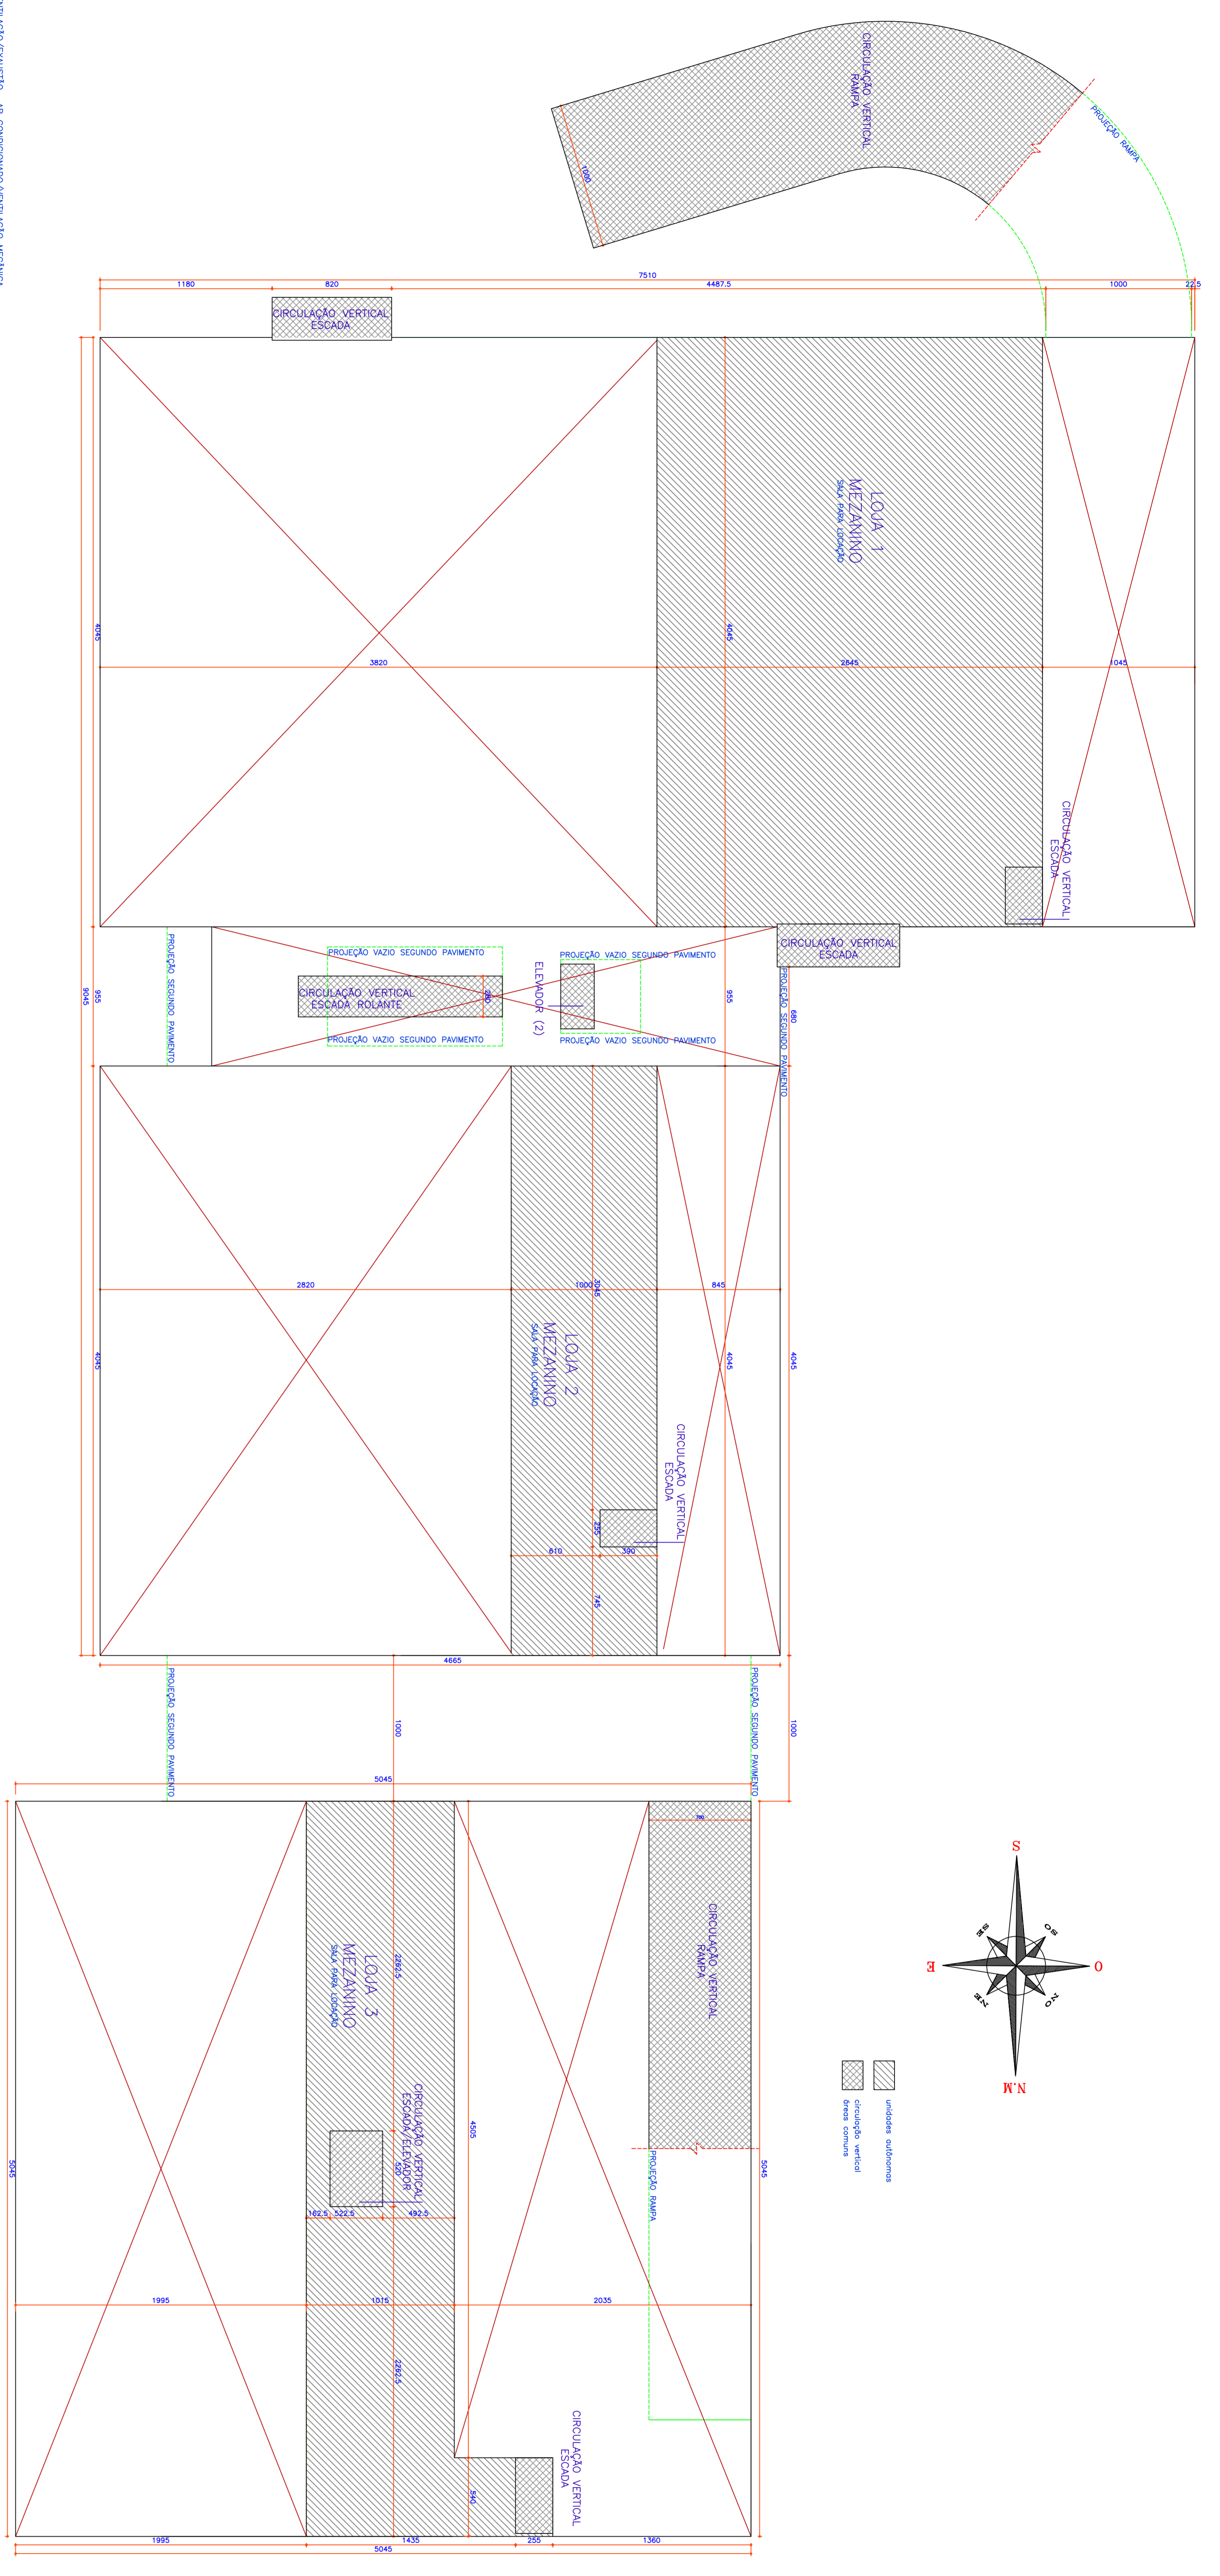 CIRCULAÇÃO VERTICAL
RAMPA
PROJEÇÃO RAMPA
1000
7510
1180
820
4487.5
1000
22.5
CIRCULAÇÃO VERTICAL
ESCADA
LOJA 1
MEZANINO
SALA PARA LOCAÇÃO
4045
4045
3820
2645
1045
CIRCULAÇÃO VERTICAL
ESCADA
CIRCULAÇÃO VERTICAL
ESCADA
PROJEÇÃO SEGUNDO PAVIMENTO
PROJEÇÃO VAZIO SEGUNDO PAVIMENTO
PROJEÇÃO VAZIO SEGUNDO PAVIMENTO
CIRCULAÇÃO VERTICAL
ESCADA ROLANTE
280
ELEVADOR (2)
PROJEÇÃO VAZIO SEGUNDO PAVIMENTO
PROJEÇÃO VAZIO SEGUNDO PAVIMENTO
PROJEÇÃO SEGUNDO PAVIMENTO
9045
955
955
680
2820
1000
3045
845
LOJA 2
MEZANINO
SALA PARA LOCAÇÃO
4045
4045
4045
CIRCULAÇÃO VERTICAL
ESCADA
255
610
390
745
4665
PROJEÇÃO SEGUNDO PAVIMENTO
PROJEÇÃO SEGUNDO PAVIMENTO
1000
1000
5045
CIRCULAÇÃO VERTICAL
RAMPA
LOJA 3
MEZANINO
SALA PARA LOCAÇÃO
2262.5
CIRCULAÇÃO VERTICAL
ESCADA/ELEVADOR
520
4505
162.5
522.5
492.5
PROJEÇÃO RAMPA
5045
5045
1995
1015
2035
2262.5
CIRCULAÇÃO VERTICAL
ESCADA
540
1995
1435
255
1360
5045
S
SE
SO
E
O
NE
NO
N.M
unidades autônomas
circulação vertical
áreas comuns